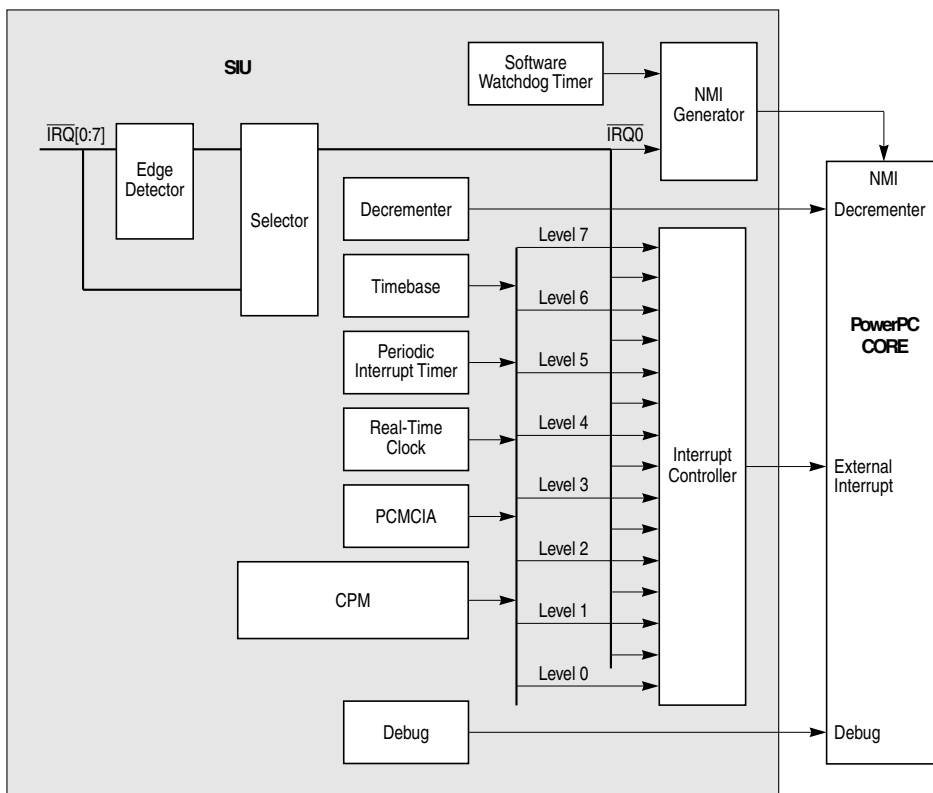 SIU
Software
Watchdog Timer
NMI
Generator
IRQ[0:7]
IRQ0
Edge
Detector
Selector
NMI
Decrementer
Decrementer
Level 7
Timebase
Level 6
PowerPC
CORE
Periodic
Interrupt Timer
Level 5
Real-Time
Clock
Level 4
Interrupt
Controller
External
Interrupt
Level 3
PCMCIA
Level 2
CPM
Level 1
Level 0
Debug
Debug